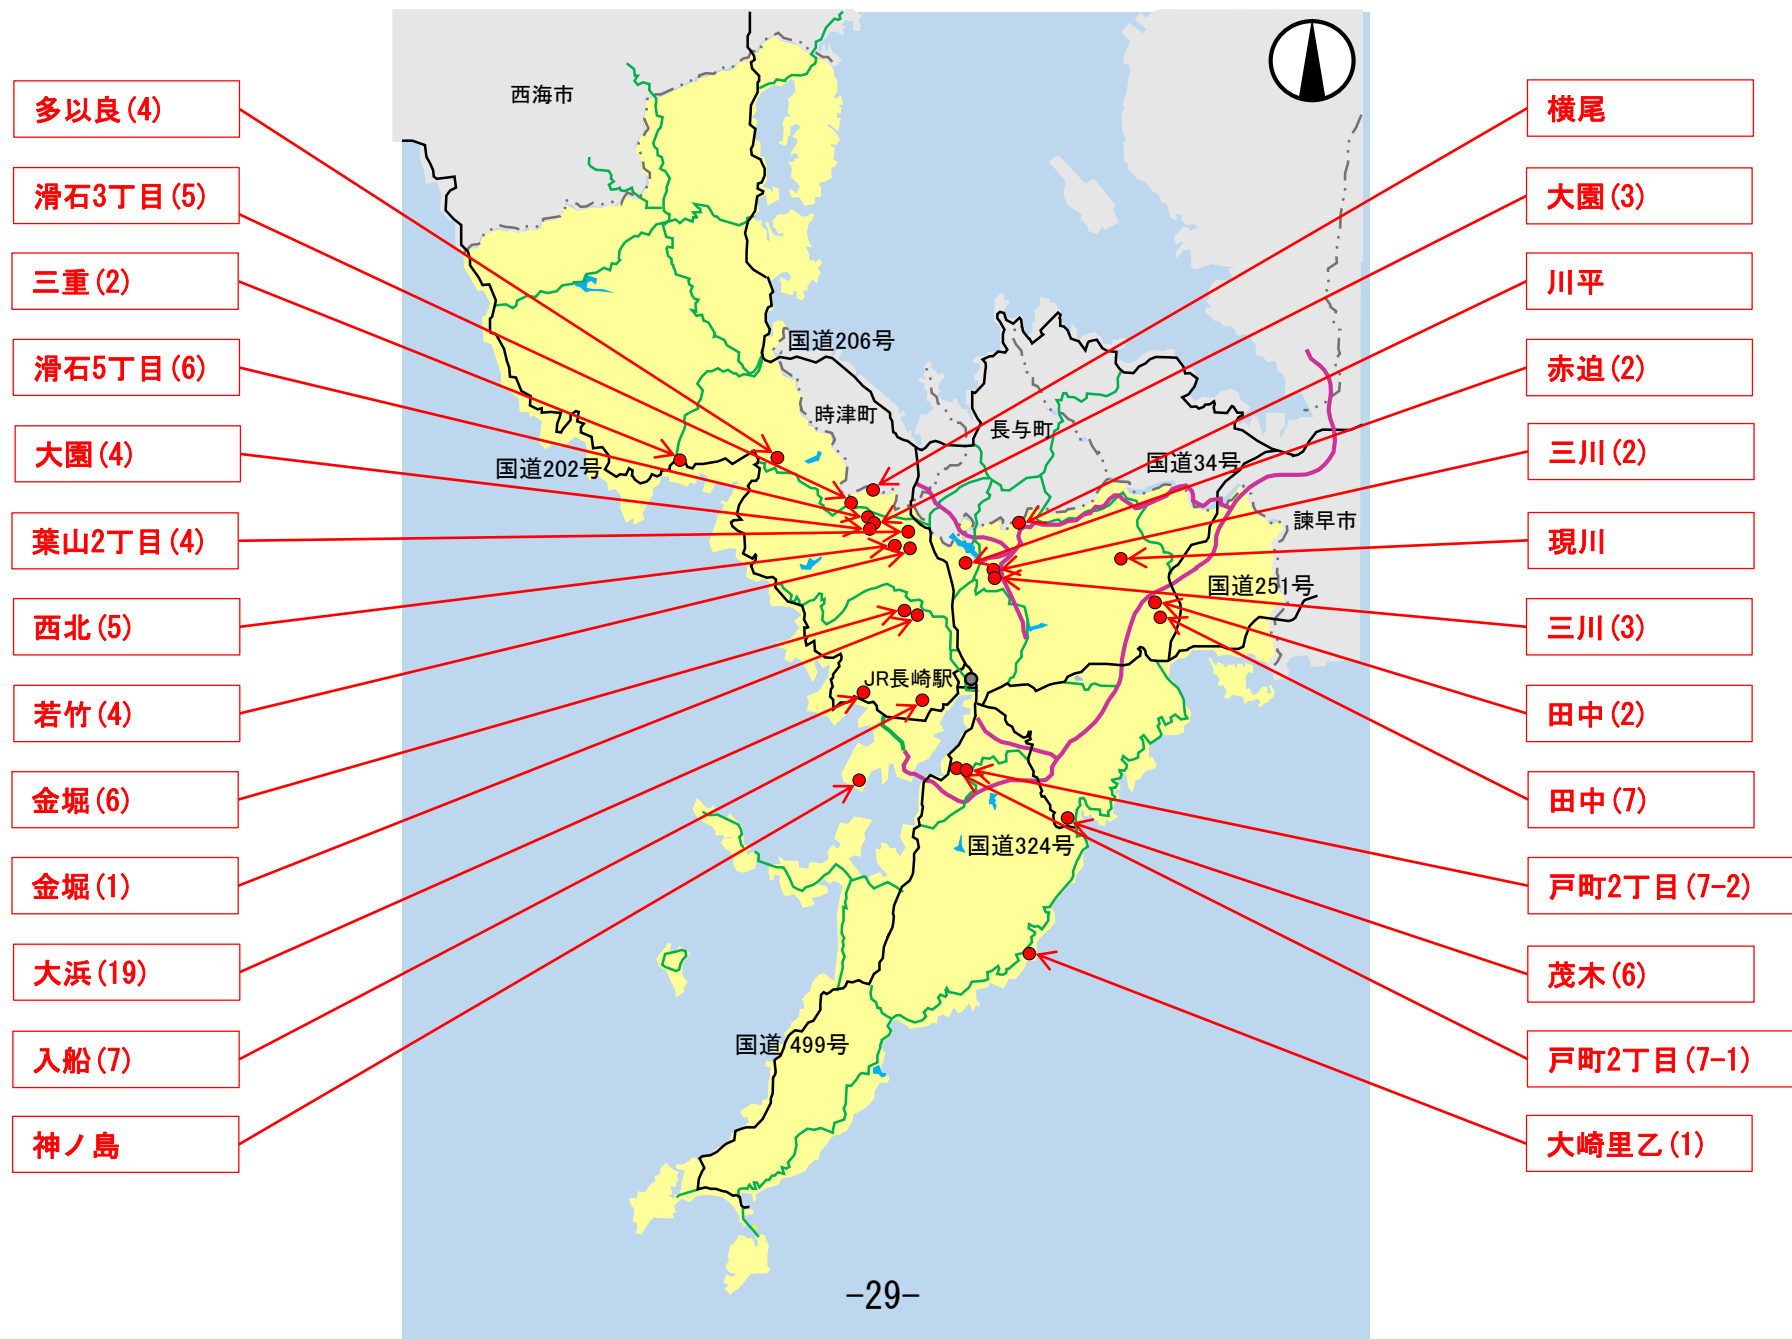 多以良(4)
滑石3丁目(5)
三重(2)
滑石5丁目(6)
大園(4)
葉山2丁目(4)
西北(5)
若竹(4)
金堀(6)
金堀(1)
大浜(19)
入船(7)
神ノ島
西海市
国道206号
時津町
長与町
国道202号
国道34号
諫早市
国道251号
JR長崎駅
国道324号
国道499号
横尾
大園(3)
川平
赤迫(2)
三川(2)
現川
三川(3)
田中(2)
田中(7)
戸町2丁目(7-2)
茂木(6)
戸町2丁目(7-1)
大崎里乙(1)
-29-